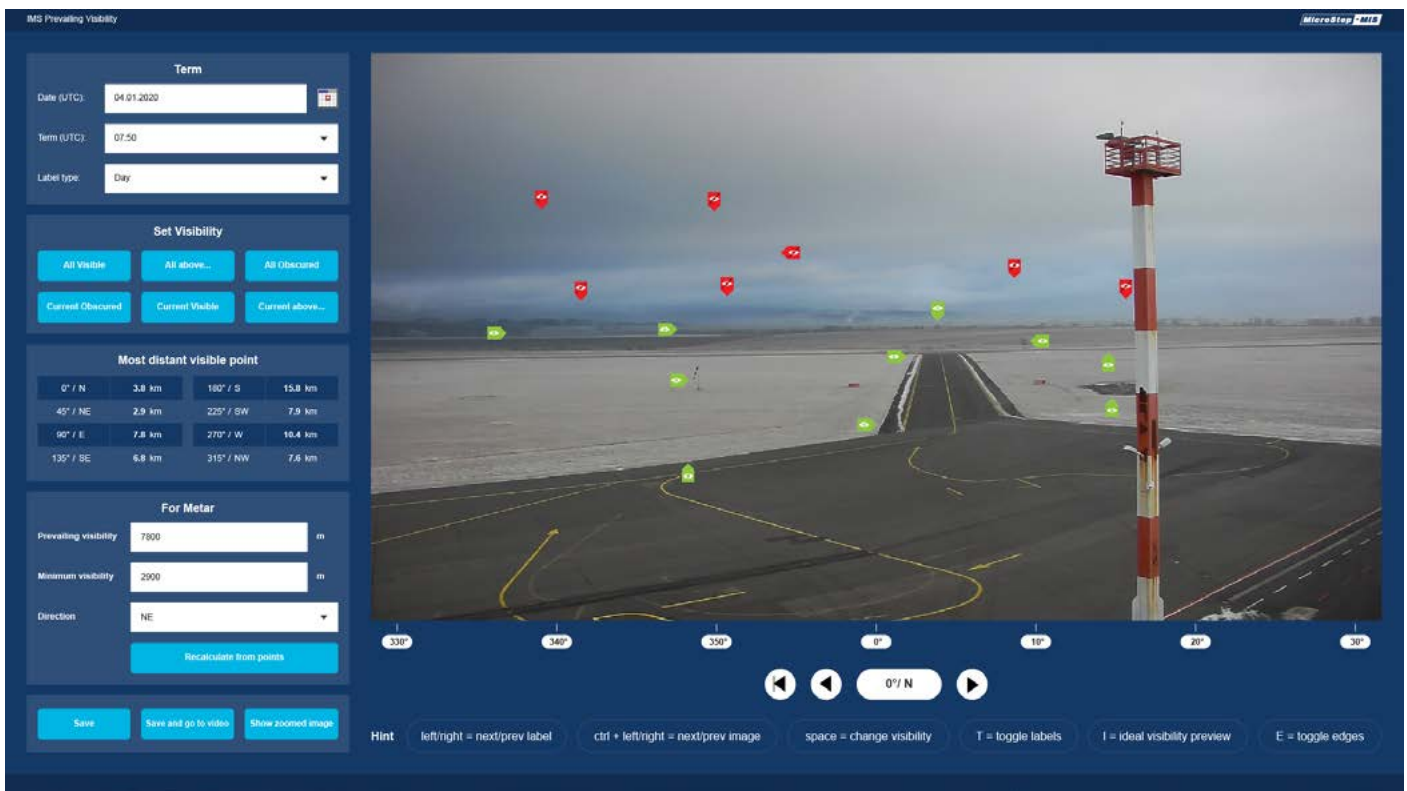 IMS Prevailing Visibility
MicroStep-MIS
Term
Date (UTC): 04.01.2020
Term (UTC): 07:50
Label type: Day
Set Visibility
All Visible All above... All Obscured
Current Obscured Current Visible Current above...
Most distant visible point
0° / N 3.8 km 180° / S 15.8 km
45° / NE 2.9 km 225° / SW 7.9 km
90° / E 7.8 km 270° / W 10.4 km
135° / SE 6.8 km 315° / NW 7.6 km
For Metar
Prevailing visibility 7800 m
Minimum visibility 2900 m
Direction NE
Recalculate from points
Save Save and go to video Show zoomed image
330° 340° 350° 0° 10° 20° 30°
0°/ N
Hint left/right = next/prev label ctrl + left/right = next/prev image space = change visibility T = toggle labels I = ideal visibility preview E = toggle edges